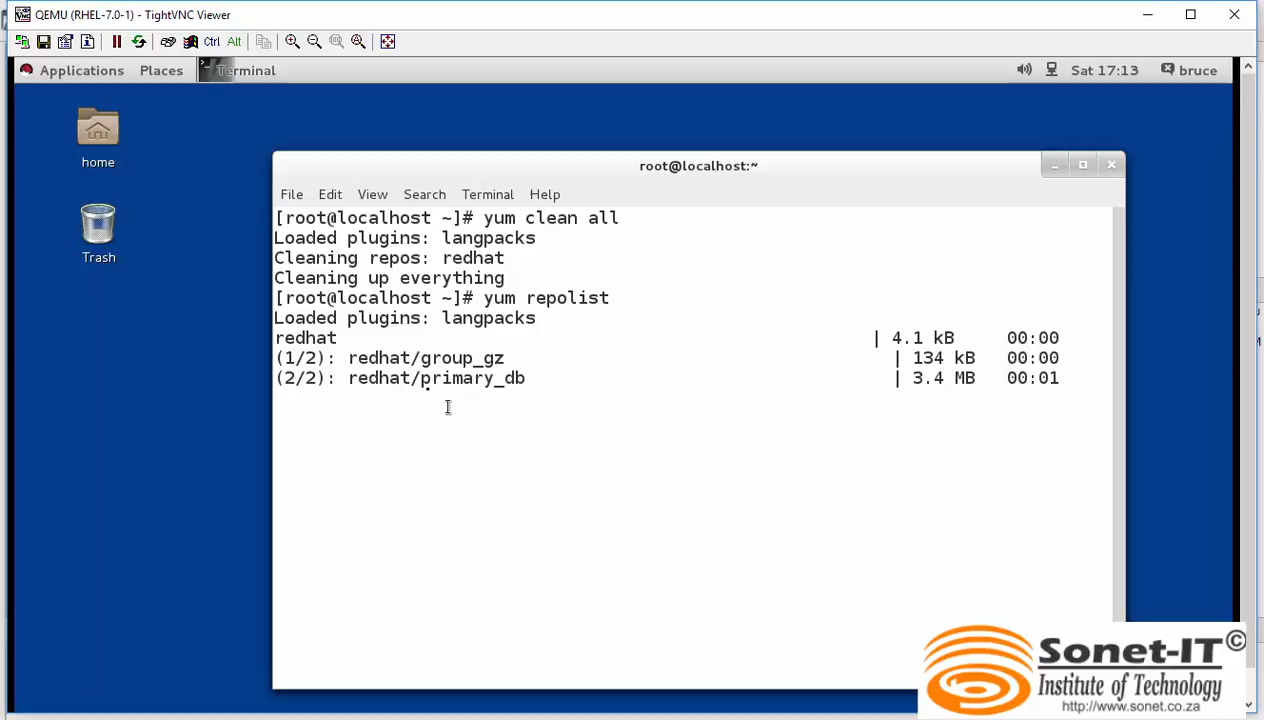 QEMU (RHEL-7.0-1) - TightVNC Viewer
Ctrl Alt
Applications Places Terminal Sat 17:13 bruce
home
Trash
root@localhost:~
File Edit View Search Terminal Help
[root@localhost ~]# yum clean all
Loaded plugins: langpacks
Cleaning repos: redhat
Cleaning up everything
[root@localhost ~]# yum repolist
Loaded plugins: langpacks
redhat | 4.1 kB 00:00
(1/2): redhat/group_gz | 134 kB 00:00
(2/2): redhat/primary_db | 3.4 MB 00:01
Sonet-IT©
Institute of Technology
http://www.sonet.co.za